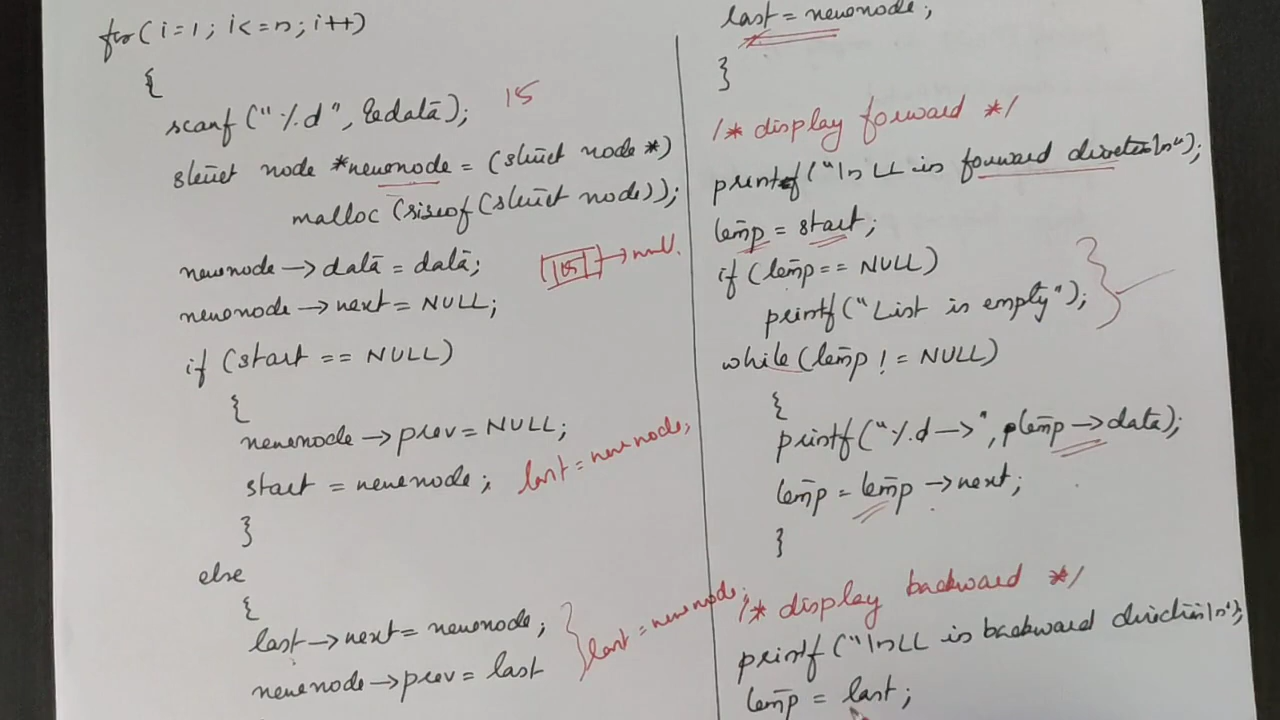 for(i=1; i<=n; i++)
{
scanf("%d", &data); 15
struct node *newnode = (struct node *)
malloc (sizeof(struct node));
newnode->data = data; 15 → null.
newnode->next = NULL;
if (start == NULL)
{
newnode->prev = NULL;
start = newnode; last = newnode;
}
else
{
last->next = newnode;
newnode->prev = last
last = newnode;
last = newnode;
}
/* display forward */
printf("\n LL in forward direction\n");
temp = start;
if (temp == NULL)
printf("List is empty");
while (temp != NULL)
{
printf("%d->", ptemp->data);
temp = temp->next;
}
/* display backward */
printf("\nLL in backward direction\n");
temp = last;